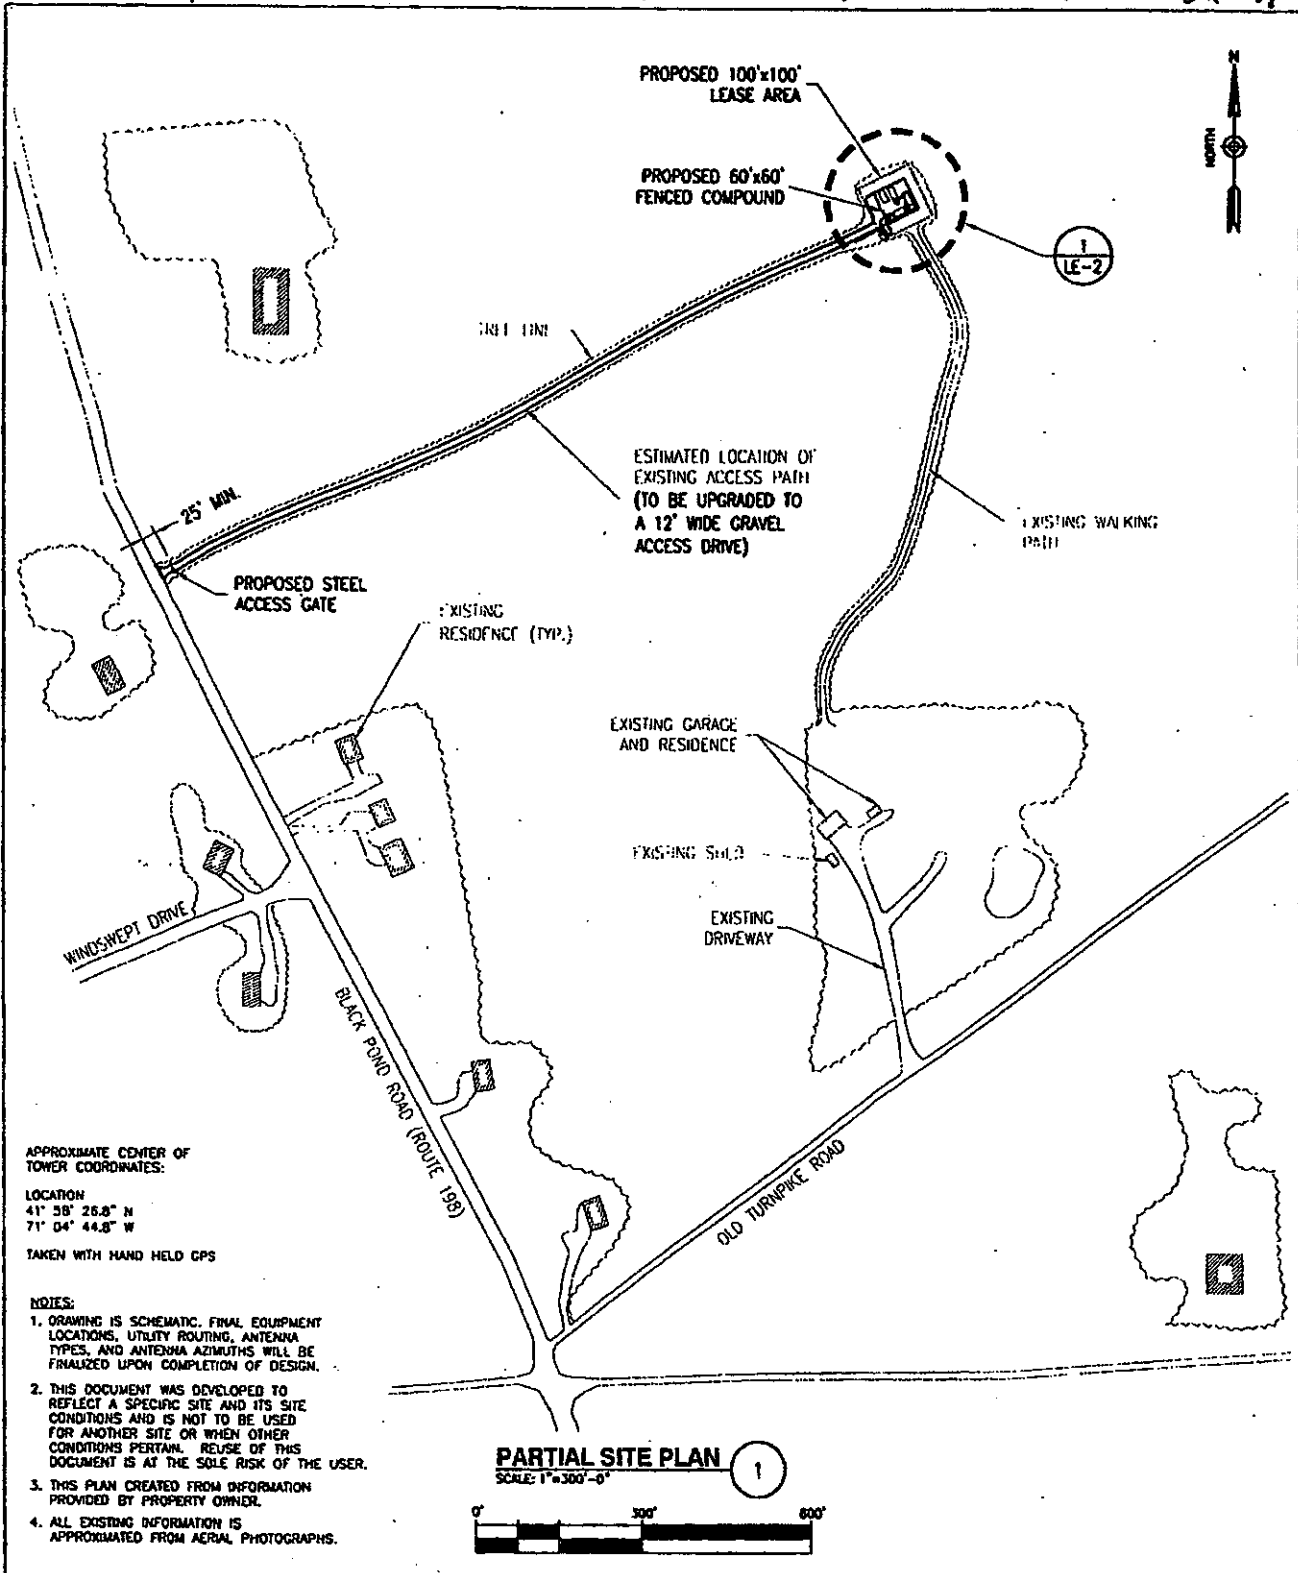 PROPOSED 100'x100'
LEASE AREA
N
NORTH
PROPOSED 60'x60'
FENCED COMPOUND
1
LE-2
TREE LINE
ESTIMATED LOCATION OF
EXISTING ACCESS PATH
(TO BE UPGRADED TO
A 12' WIDE GRAVEL
ACCESS DRIVE)
25' MIN.
EXISTING WALKING
PATH
PROPOSED STEEL
ACCESS GATE
EXISTING
RESIDENCE (TYP.)
EXISTING GARAGE
AND RESIDENCE
EXISTING SHED
WINDSWEPT DRIVE
EXISTING
DRIVEWAY
BLACK POND ROAD (ROUTE 198)
OLD TURNPIKE ROAD
APPROXIMATE CENTER OF
TOWER COORDINATES:
LOCATION
N
W
TAKEN WITH HAND HELD GPS
NOTES:
1. DRAWING IS SCHEMATIC. FINAL EQUIPMENT
LOCATIONS, UTILITY ROUTING, ANTENNA
TYPES, AND ANTENNA AZIMUTHS WILL BE
FINALIZED UPON COMPLETION OF DESIGN.
2. THIS DOCUMENT WAS DEVELOPED TO
REFLECT A SPECIFIC SITE AND ITS SITE
CONDITIONS AND IS NOT TO BE USED
FOR ANOTHER SITE OR WHEN OTHER
CONDITIONS PERTAIN. REUSE OF THIS
DOCUMENT IS AT THE SOLE RISK OF THE USER.
3. THIS PLAN CREATED FROM INFORMATION
PROVIDED BY PROPERTY OWNER.
4. ALL EXISTING INFORMATION IS
APPROXIMATED FROM AERIAL PHOTOGRAPHS.
PARTIAL SITE PLAN 1
SCALE: 1"=300'-0"
0' 300' 600'